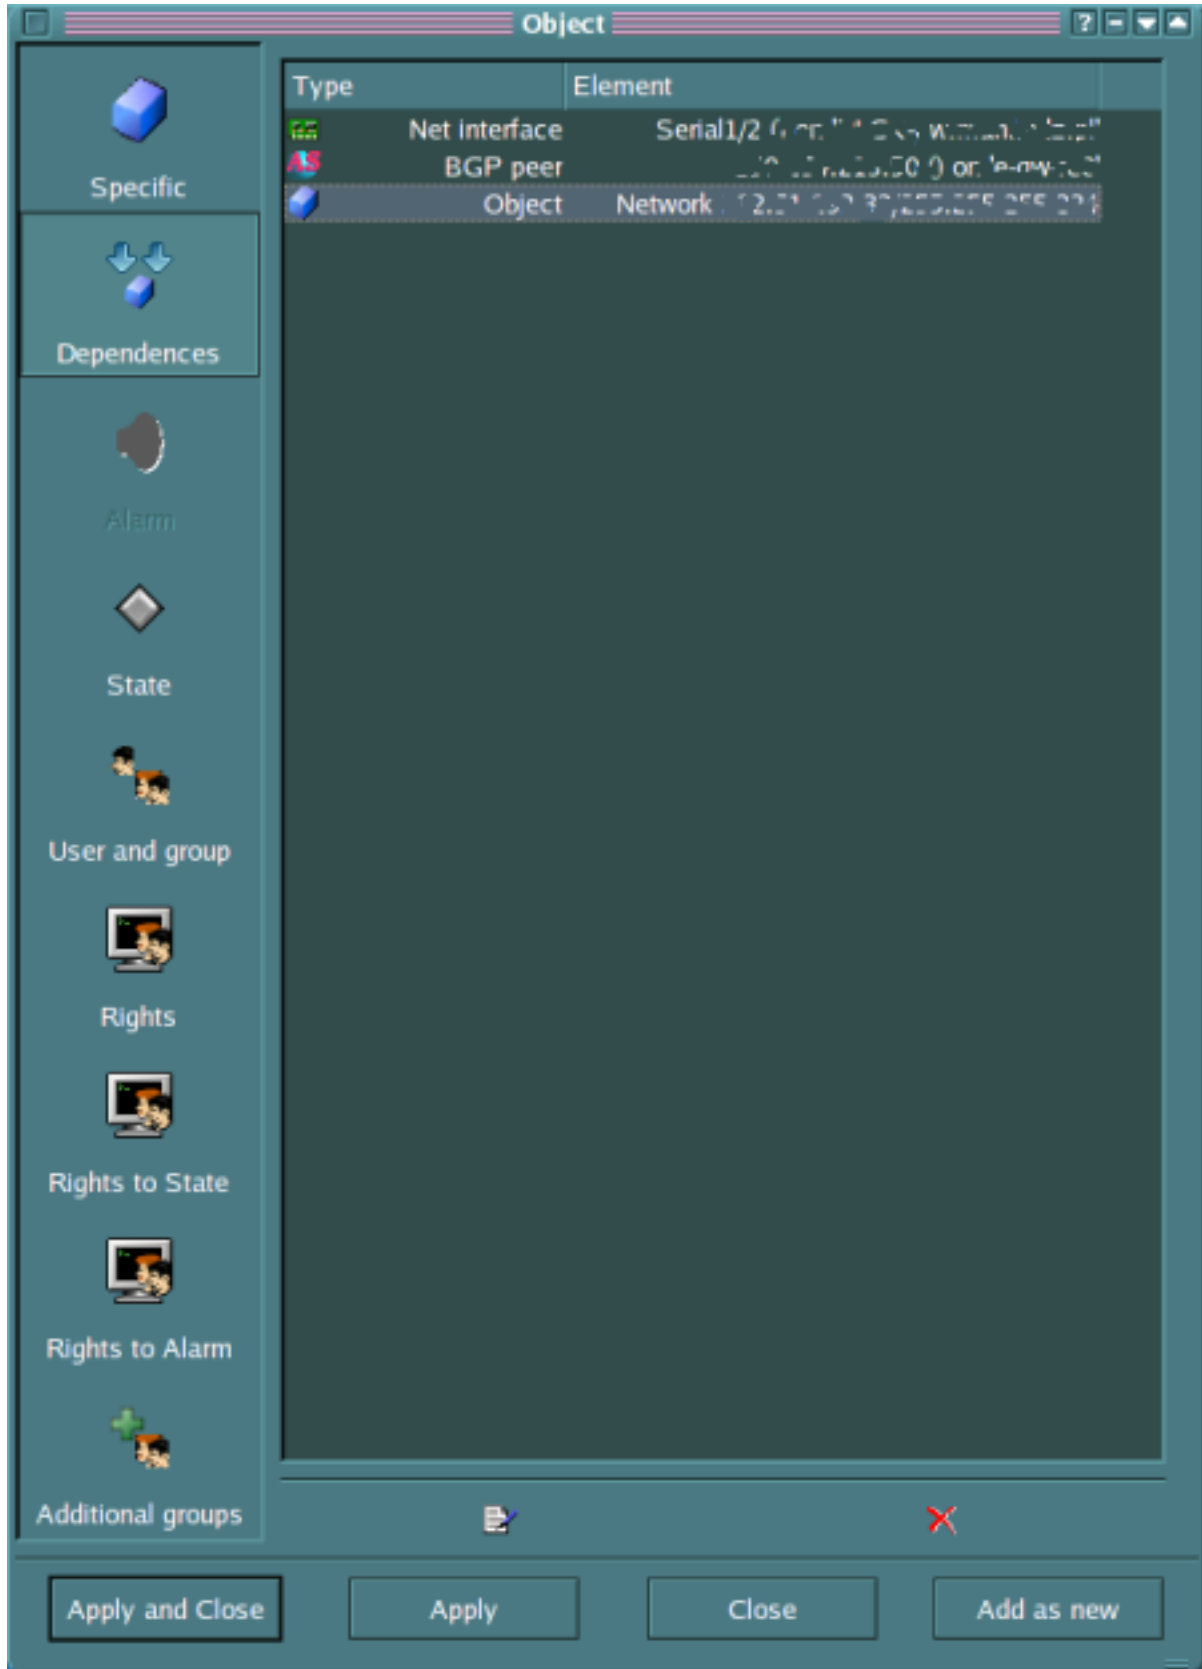 Object
Specific
Dependences
Alarm
State
User and group
Rights
Rights to State
Rights to Alarm
Additional groups
Type Element
Net interface Serial1/2
BGP peer on
Object Network
Apply and Close Apply Close Add as new